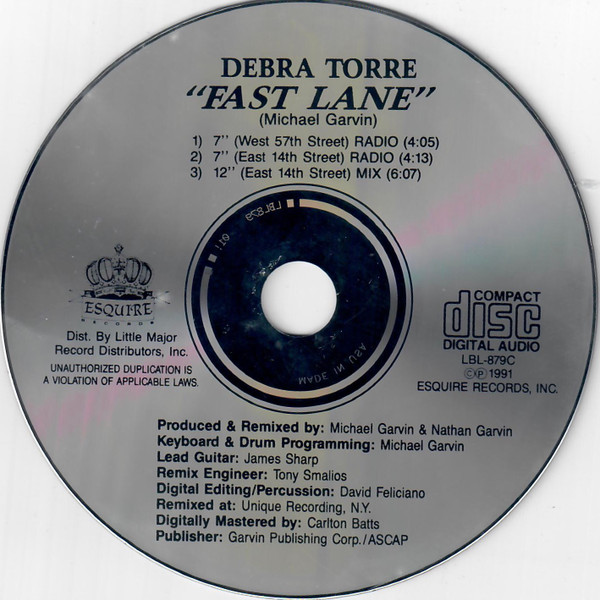 DEBRA TORRE
"FAST LANE"
(Michael Garvin)
1) 7'' (West 57th Street) RADIO (4:05)
2) 7'' (East 14th Street) RADIO (4:13)
3) 12'' (East 14th Street) MIX (6:07)
LBL879
ESQUIRE
RECORDS
Dist. By Little Major
Record Distributors, Inc.
UNAUTHORIZED DUPLICATION IS
A VIOLATION OF APPLICABLE LAWS.
COMPACT
disc
DIGITAL AUDIO
LBL-879C
©℗1991
ESQUIRE RECORDS, INC.
MADE IN USA
Produced & Remixed by: Michael Garvin & Nathan Garvin
Keyboard & Drum Programming: Michael Garvin
Lead Guitar: James Sharp
Remix Engineer: Tony Smalios
Digital Editing/Percussion: David Feliciano
Remixed at: Unique Recording, N.Y.
Digitally Mastered by: Carlton Batts
Publisher: Garvin Publishing Corp./ASCAP